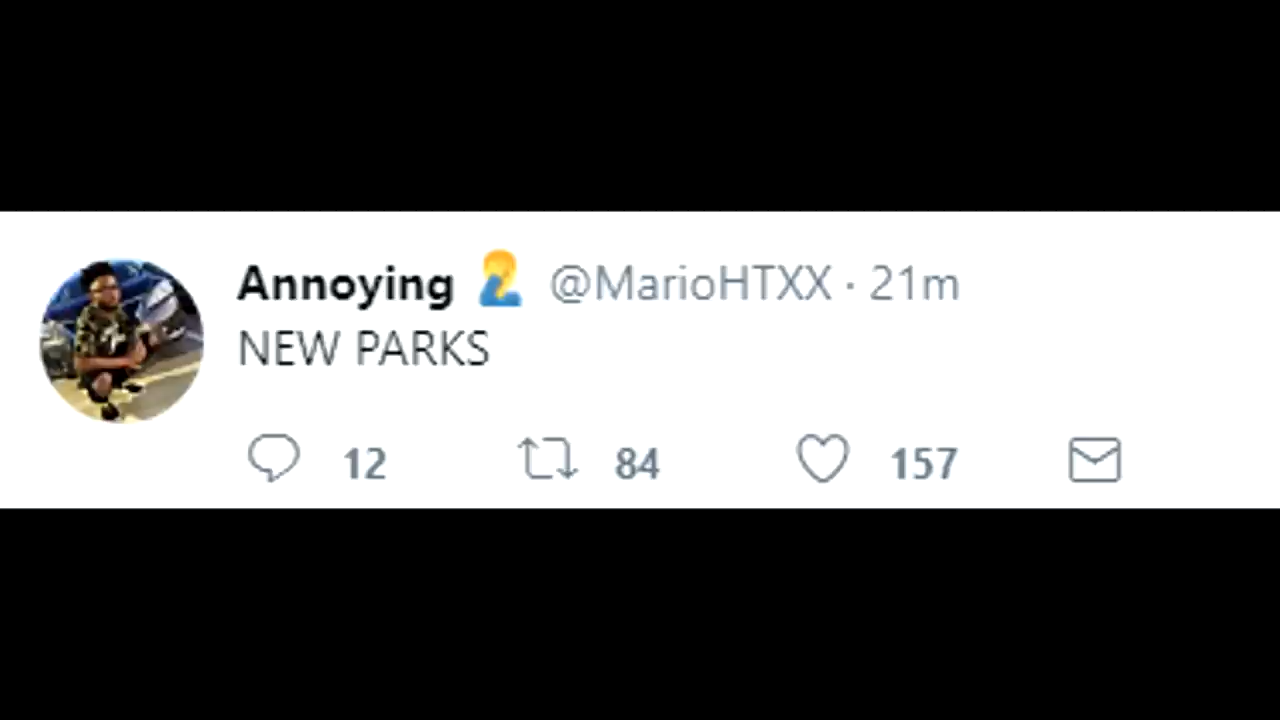 Annoying 🤦‍♂️ @MarioHTXX · 21m
NEW PARKS
12 84 157